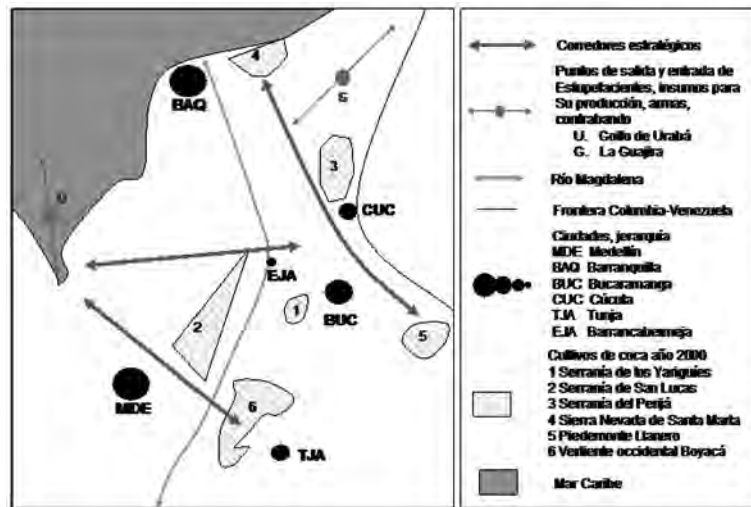 4
BAQ
G
3
CUC
U
EJA
2
1
BUC
5
MDE
6
TJA
Corredores estratégicos
Puntos de salida y entrada de
Estupefacientes, insumos para
Su producción, armas,
contrabando
U. Golfo de Urabá
G. La Guajira
Río Magdalena
Frontera Columbia-Venezuela
Ciudades, jerarquía
MDE Medellín
BAQ Barranquilla
BUC Bucaramanga
CUC Cúcula
TJA Tunja
EJA Barrancabermeja
Cultivos de coca año 2000
1 Serranía de los Yariguíes
2 Serranía de San Lucas
3 Serranía del Perijá
4 Sierra Nevada de Santa Marta
5 Piedemonte Llanero
6 Vertiente occidental Boyacá
Mar Caribe